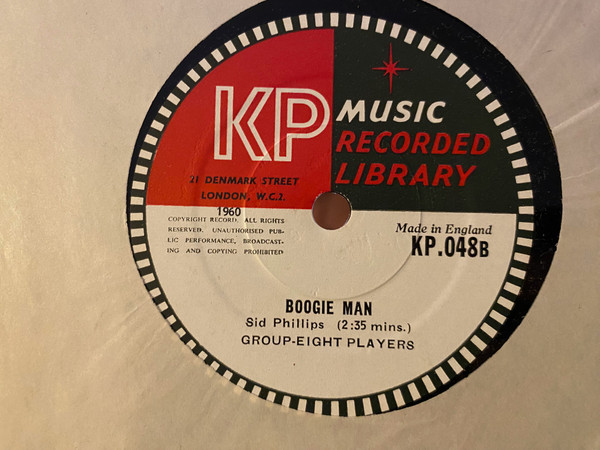 KP MUSIC
RECORDED
LIBRARY
21 DENMARK STREET
LONDON, W.C.2.
1960
COPYRIGHT RECORD. ALL RIGHTS
RESERVED. UNAUTHORISED PUB-
LIC PERFORMANCE, BROADCAST-
ING AND COPYING PROHIBITED
Made in England
KP.048B
BOOGIE MAN
Sid Phillips (2:35 mins.)
GROUP-EIGHT PLAYERS